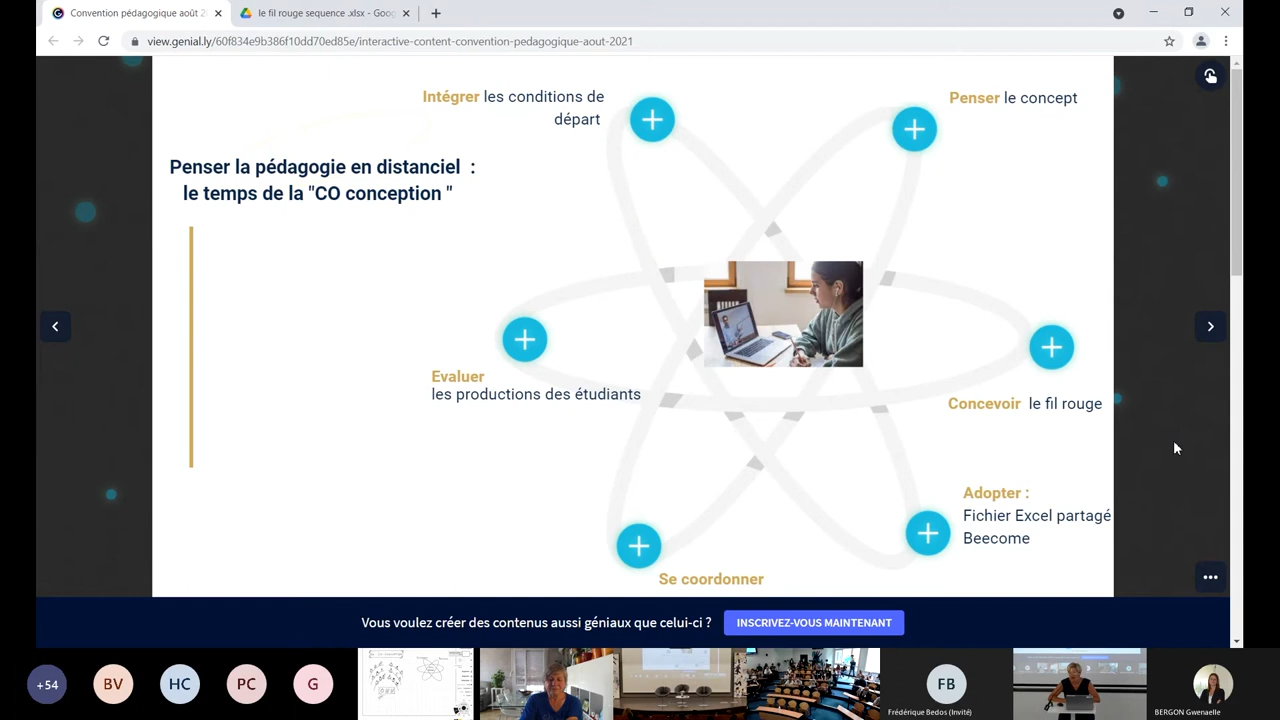 Convention pédagogique août 20
le fil rouge sequence .xlsx - Goog
view.genial.ly/60f834e9b386f10dd70ed85e/interactive-content-convention-pedagogique-aout-2021
Intégrer les conditions de
départ
Penser le concept
Penser la pédagogie en distanciel :
le temps de la "CO conception "
Evaluer
les productions des étudiants
Concevoir le fil rouge
Adopter :
Fichier Excel partagé
Beecome
Se coordonner
Vous voulez créer des contenus aussi géniaux que celui-ci ?
INSCRIVEZ-VOUS MAINTENANT
+54
BV
HC
PC
G
FB
Frédérique Bedos (Invité)
BERGON Gwenaelle